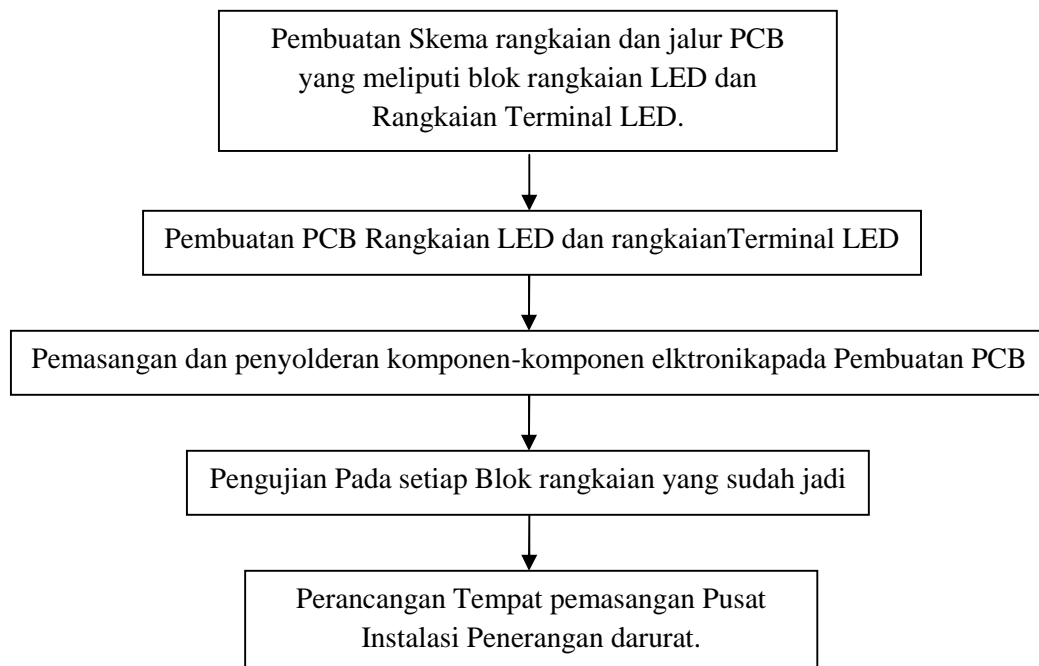 Pembuatan Skema rangkaian dan jalur PCB
yang meliputi blok rangkaian LED dan
Rangkaian Terminal LED.
Pembuatan PCB Rangkaian LED dan rangkaianTerminal LED
Pemasangan dan penyolderan komponen-komponen elktronikapada Pembuatan PCB
Pengujian Pada setiap Blok rangkaian yang sudah jadi
Perancangan Tempat pemasangan Pusat
Instalasi Penerangan darurat.